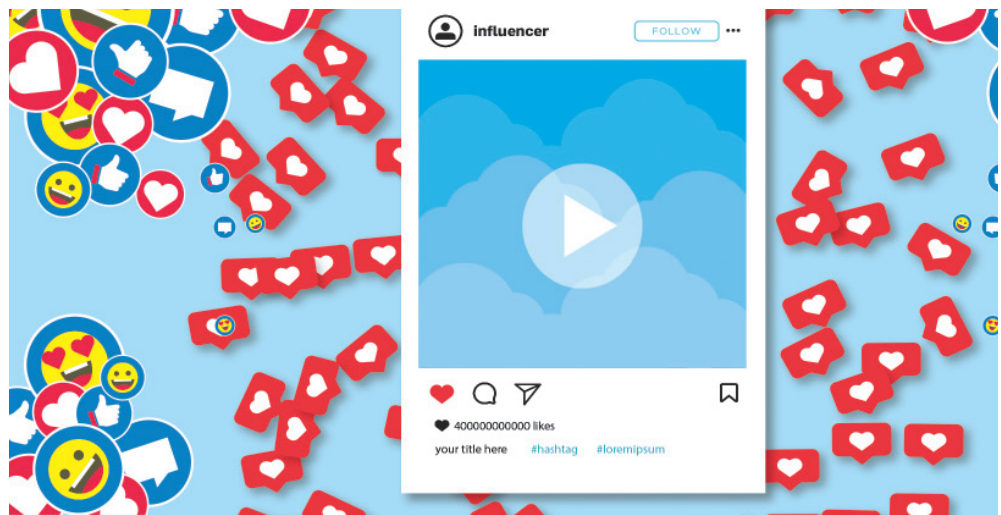 influencer FOLLOW
400000000000 likes
your title here #hashtag #loremipsum